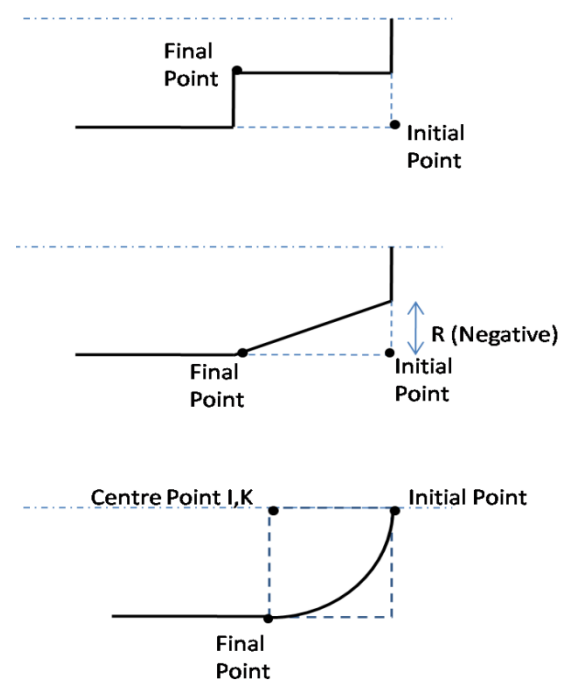 Final
Point
Initial
Point
R (Negative)
Initial
Point
Final
Point
Centre Point I,K
Initial Point
Final
Point